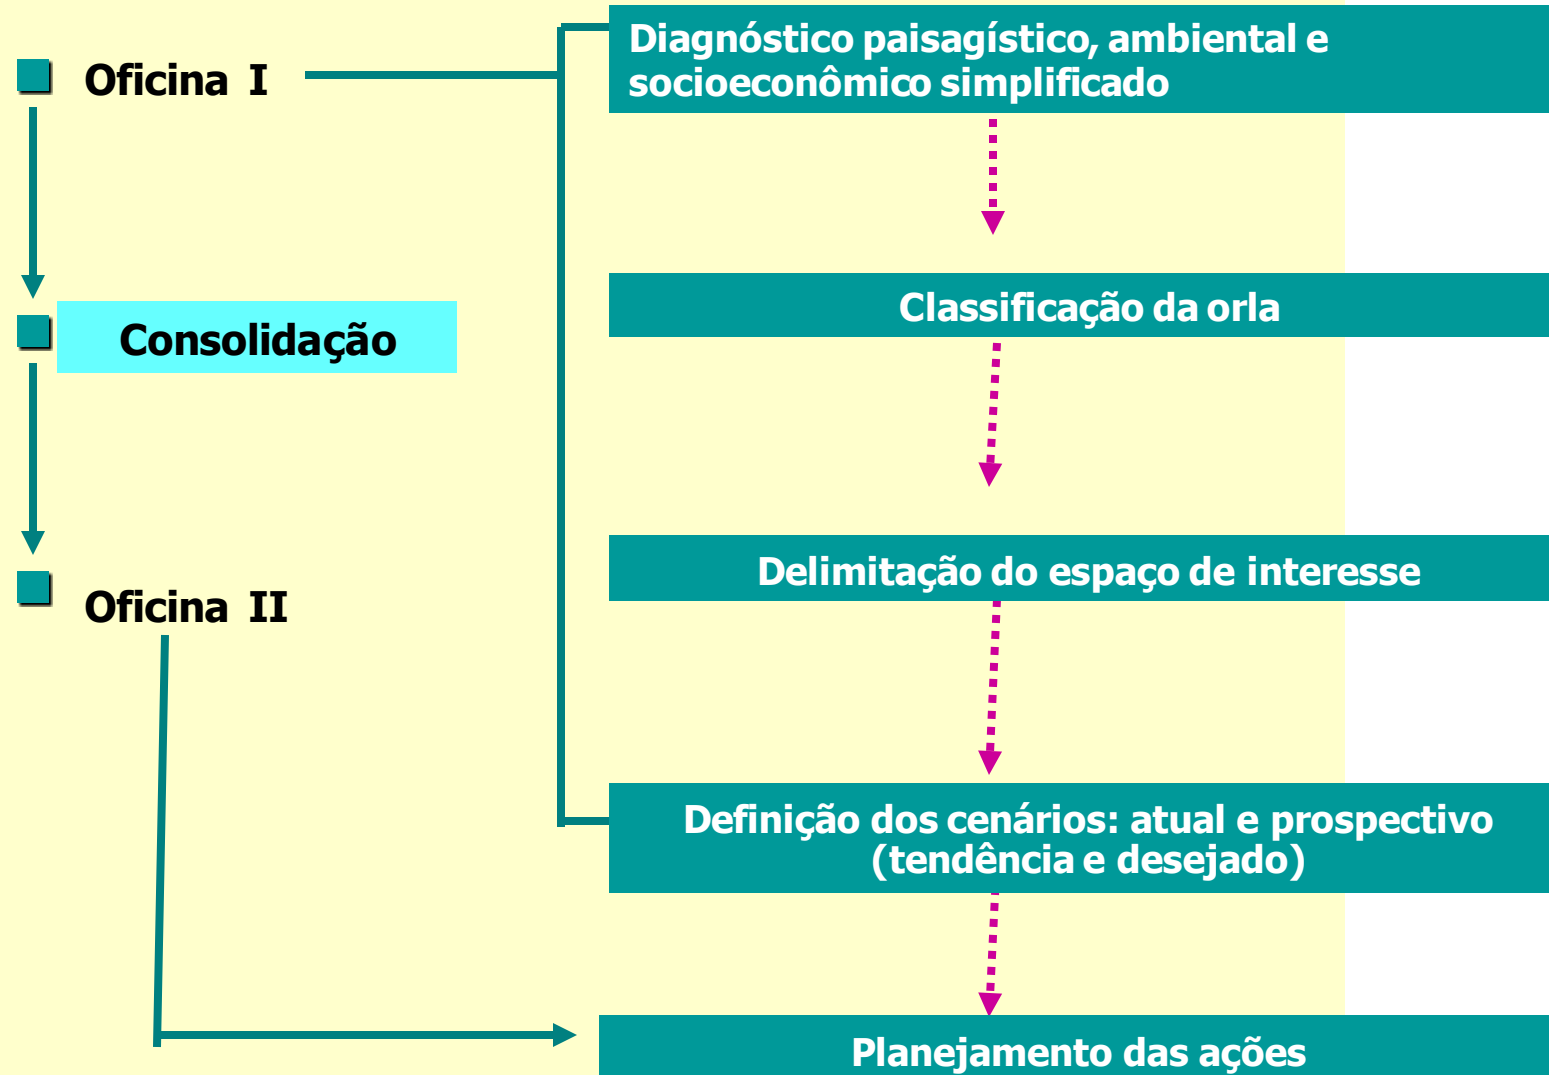 Oficina I
Consolidação
Oficina II
Diagnóstico paisagístico, ambiental e
socioeconômico simplificado
Classificação da orla
Delimitação do espaço de interesse
Definição dos cenários: atual e prospectivo
(tendência e desejado)
Planejamento das ações